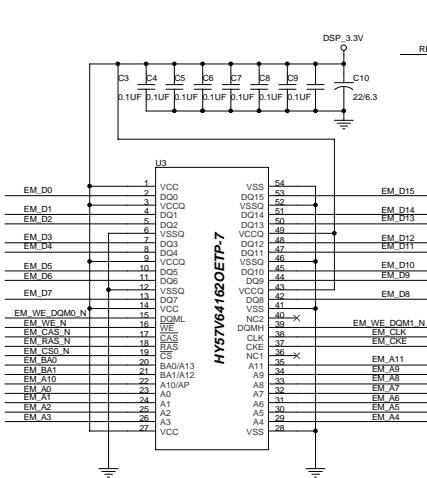 DSP_3.3V
C3 C4 C5 C6 C7 C8 C9 C10
0.1UF 0.1UF 0.1UF 0.1UF 0.1UF 0.1UF 0.1UF 22/6.3
U3
HY57V641620ETP-7
1 VCC VSS 54
EM_D0 2 DQ0 DQ15 53 EM_D15
3 VCCQ VSSQ 52
EM_D1 4 DQ1 DQ14 51 EM_D14
EM_D2 5 DQ2 DQ13 50 EM_D13
6 VSSQ VCCQ 49
EM_D3 7 DQ3 DQ12 48 EM_D12
EM_D4 8 DQ4 DQ11 47 EM_D11
9 VCCQ VSSQ 46
EM_D5 10 DQ5 DQ10 45 EM_D10
EM_D6 11 DQ6 DQ9 44 EM_D9
12 VSSQ VCCQ 43
EM_D7 13 DQ7 DQ8 42 EM_D8
14 VCC VSS 41
EM_WE_DQM0_N 15 DQML NC2 40
EM_WE_N 16 WE DQMH 39 EM_WE_DQM1_N
EM_CAS_N 17 CAS CLK 38 EM_CLK
EM_RAS_N 18 RAS CKE 37 EM_CKE
EM_CS0_N 19 CS NC1 36
EM_BA0 20 BA0/A13 A11 35 EM_A11
EM_BA1 21 BA1/A12 A9 34 EM_A9
EM_A10 22 A10/AP A8 33 EM_A8
EM_A0 23 A0 A7 32 EM_A7
EM_A1 24 A1 A6 31 EM_A6
EM_A2 25 A2 A5 30 EM_A5
EM_A3 26 A3 A4 29 EM_A4
27 VCC VSS 28